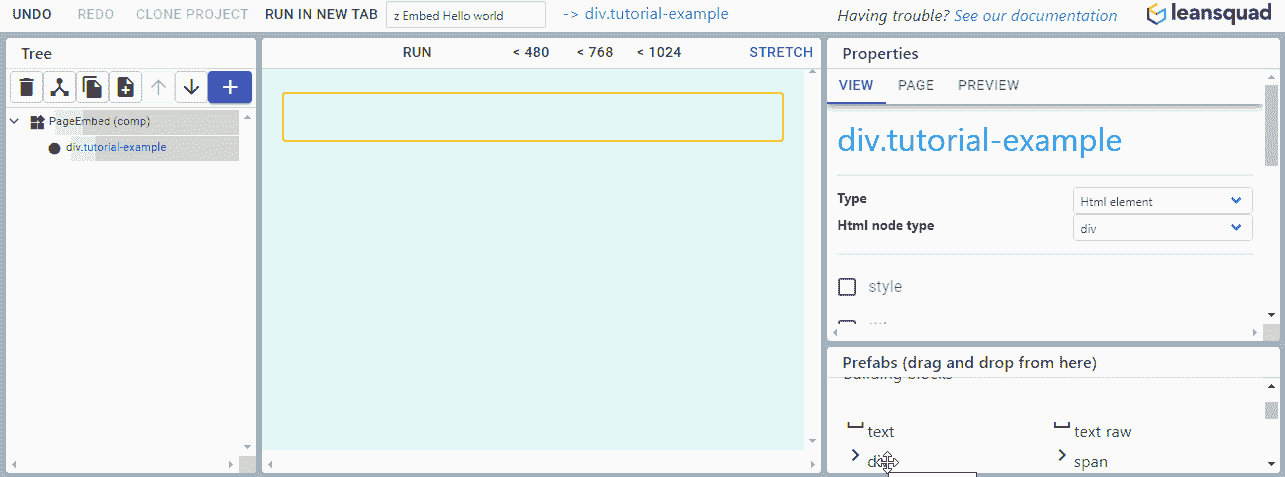 UNDO REDO CLONE PROJECT RUN IN NEW TAB z Embed Hello world -> div.tutorial-example Having trouble? See our documentation leansquad
Tree
PageEmbed (comp)
div.tutorial-example
RUN < 480 < 768 < 1024 STRETCH
Properties
VIEW PAGE PREVIEW
div.tutorial-example
Type Html element
Html node type div
style
Prefabs (drag and drop from here)
Building blocks
text text raw
span